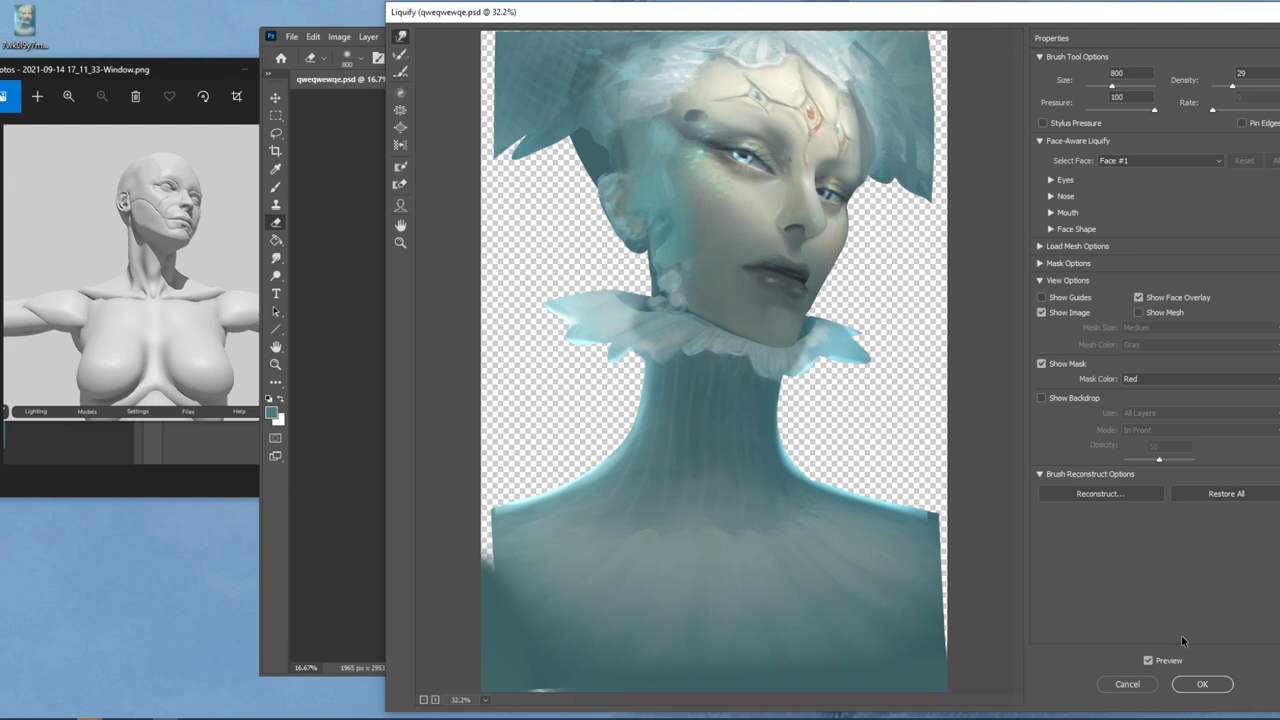 Liquify (qweqwewqe.psd @ 32.2%)
otos - 2021-09-14 17_11_33-Window.png
Lighting
Models
Settings
Files
Help
Ps
File
Edit
Image
Layer
800
qweqwewqe.psd @ 16.7%
16.67%
1965 px x 2953
32.2%
Properties
Brush Tool Options
Size:
800
Density:
29
Pressure:
100
Rate:
0
Stylus Pressure
Pin Edges
Face-Aware Liquify
Select Face:
Face #1
Reset
Al
Eyes
Nose
Mouth
Face Shape
Load Mesh Options
Mask Options
View Options
Show Guides
Show Face Overlay
Show Image
Show Mesh
Mesh Size:
Medium
Mesh Color:
Gray
Show Mask
Mask Color:
Red
Show Backdrop
Use:
All Layers
Mode:
In Front
Opacity:
50
Brush Reconstruct Options
Reconstruct...
Restore All
Preview
Cancel
OK